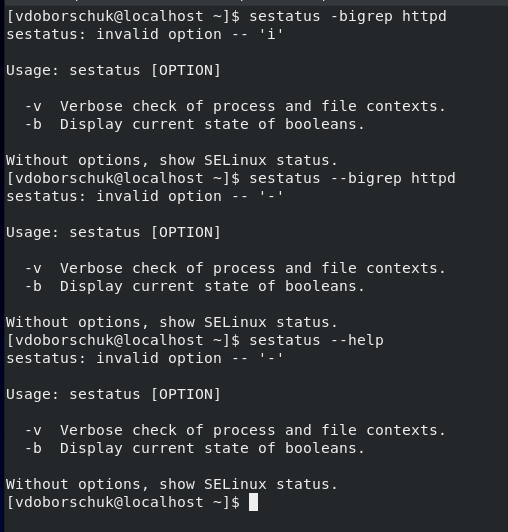 [vdoborschuk@localhost ~]$ sestatus -bigrep httpd
sestatus: invalid option -- 'i'

Usage: sestatus [OPTION]

  -v  Verbose check of process and file contexts.
  -b  Display current state of booleans.

Without options, show SELinux status.
[vdoborschuk@localhost ~]$ sestatus --bigrep httpd
sestatus: invalid option -- '-'

Usage: sestatus [OPTION]

  -v  Verbose check of process and file contexts.
  -b  Display current state of booleans.

Without options, show SELinux status.
[vdoborschuk@localhost ~]$ sestatus --help
sestatus: invalid option -- '-'

Usage: sestatus [OPTION]

  -v  Verbose check of process and file contexts.
  -b  Display current state of booleans.

Without options, show SELinux status.
[vdoborschuk@localhost ~]$